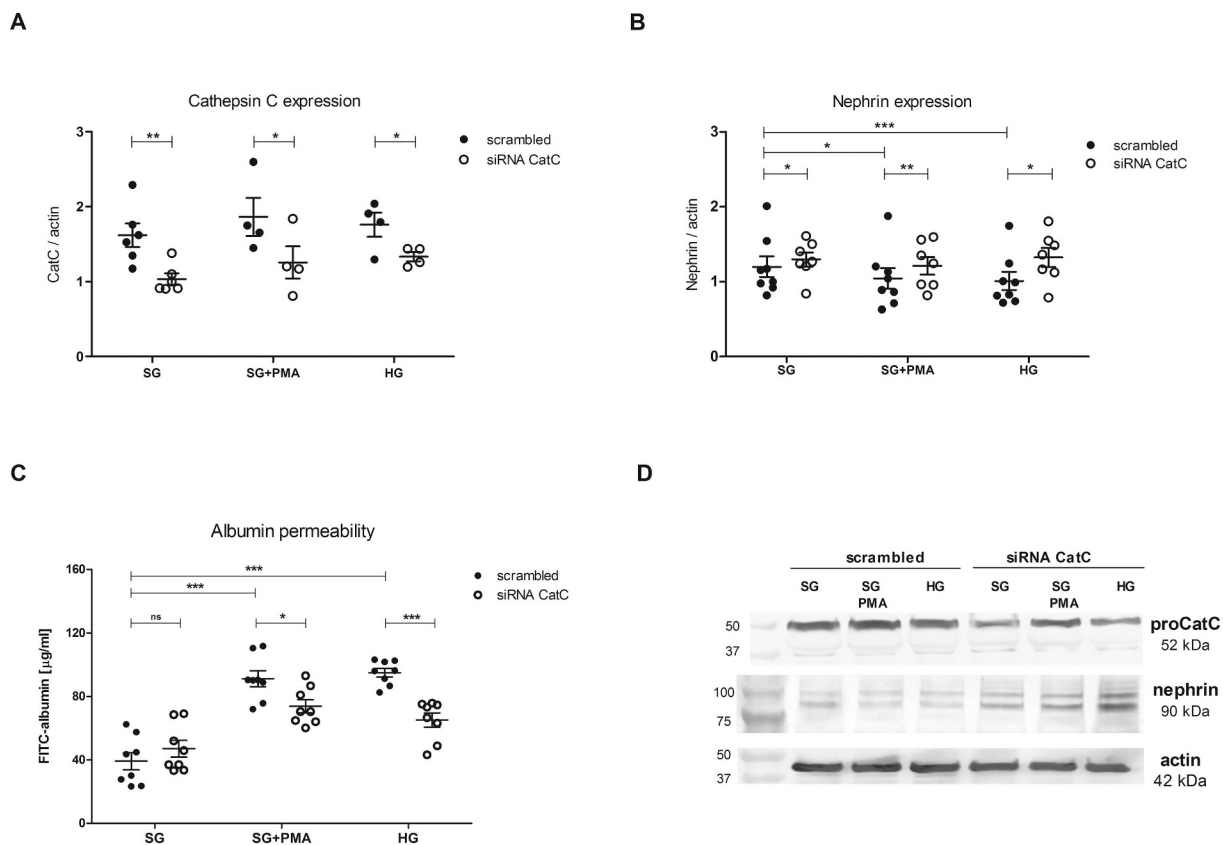 A
Cathepsin C expression
3
2
1
0
CatC / actin
** * *
scrambled
siRNA CatC
SG SG+PMA HG
B
Nephrin expression
3
2
1
0
Nephrin / actin
***
*
* ** *
scrambled
siRNA CatC
SG SG+PMA HG
C
Albumin permeability
160
120
80
40
0
FITC-albumin [µg/ml]
***
***
ns * ***
scrambled
siRNA CatC
SG SG+PMA HG
D
scrambled siRNA CatC
SG SG HG SG SG HG
PMA PMA
50 proCatC
37 52 kDa
100 nephrin
75 90 kDa
50 actin
37 42 kDa